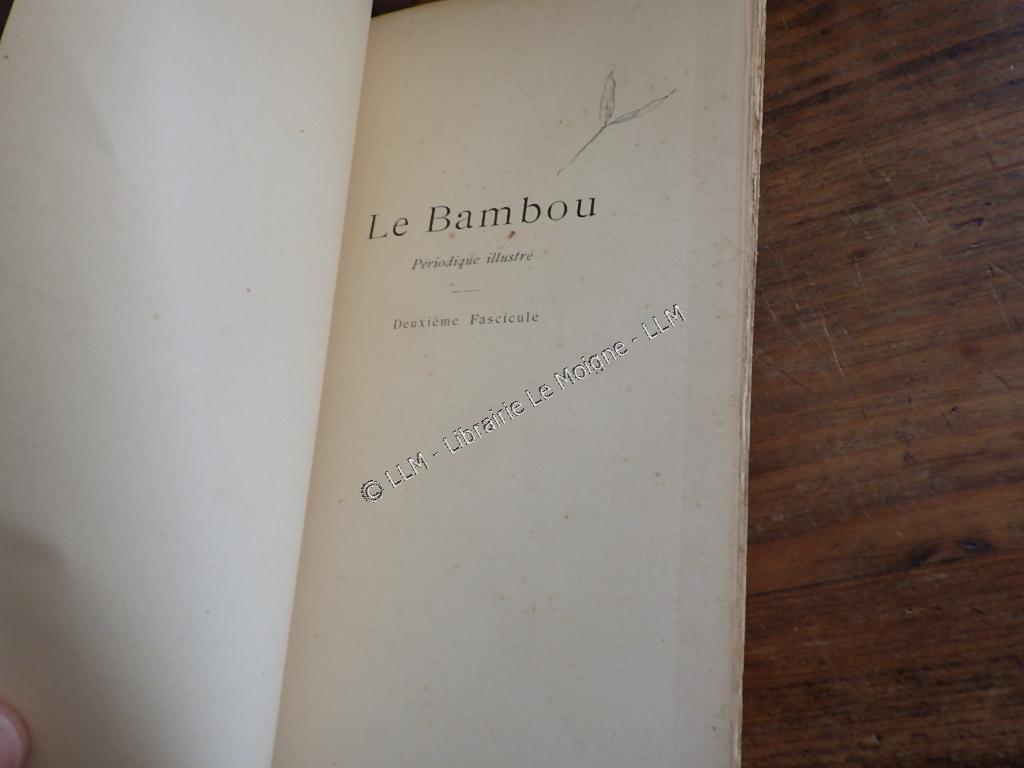 Le Bambou
Périodique illustré
Deuxième Fascicule
© LLM - Librairie Le Moigne - LLM